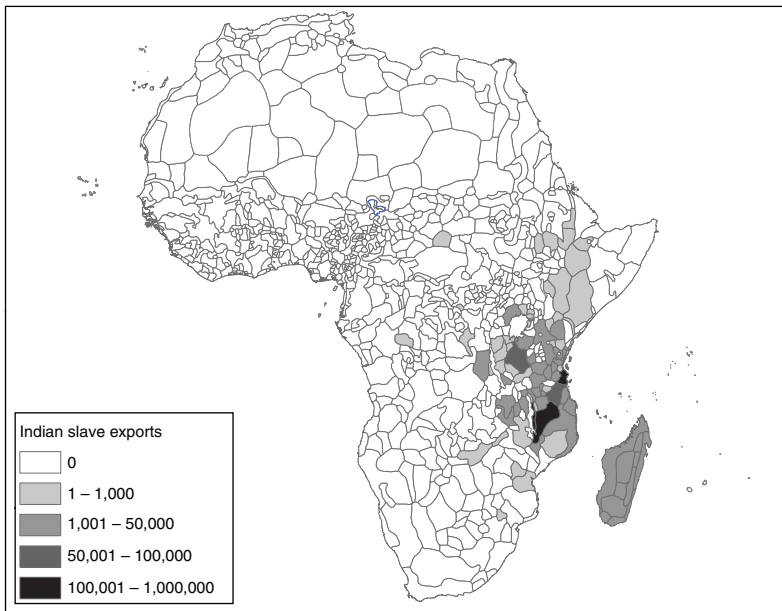 Indian slave exports
0
1 – 1,000
1,001 – 50,000
50,001 – 100,000
100,001 – 1,000,000